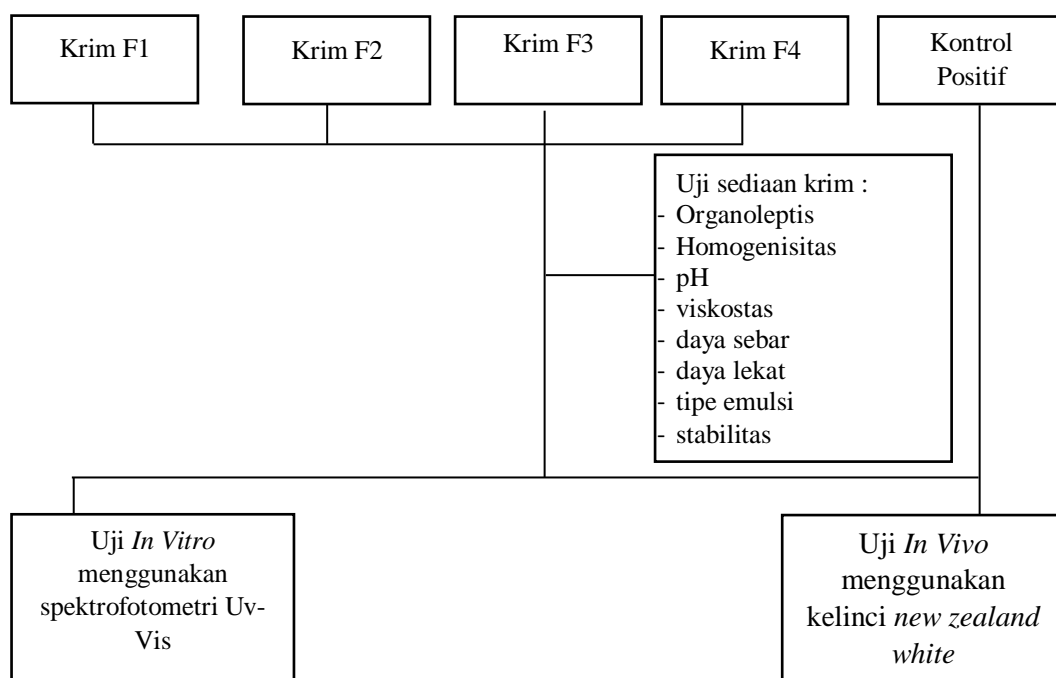 Krim F1
Krim F2
Krim F3
Krim F4
Kontrol
Positif
Uji sediaan krim :
- Organoleptis
- Homogenisitas
- pH
- viskostas
- daya sebar
- daya lekat
- tipe emulsi
- stabilitas
Uji In Vitro
menggunakan
spektrofotometri Uv-
Vis
Uji In Vivo
menggunakan
kelinci new zealand
white